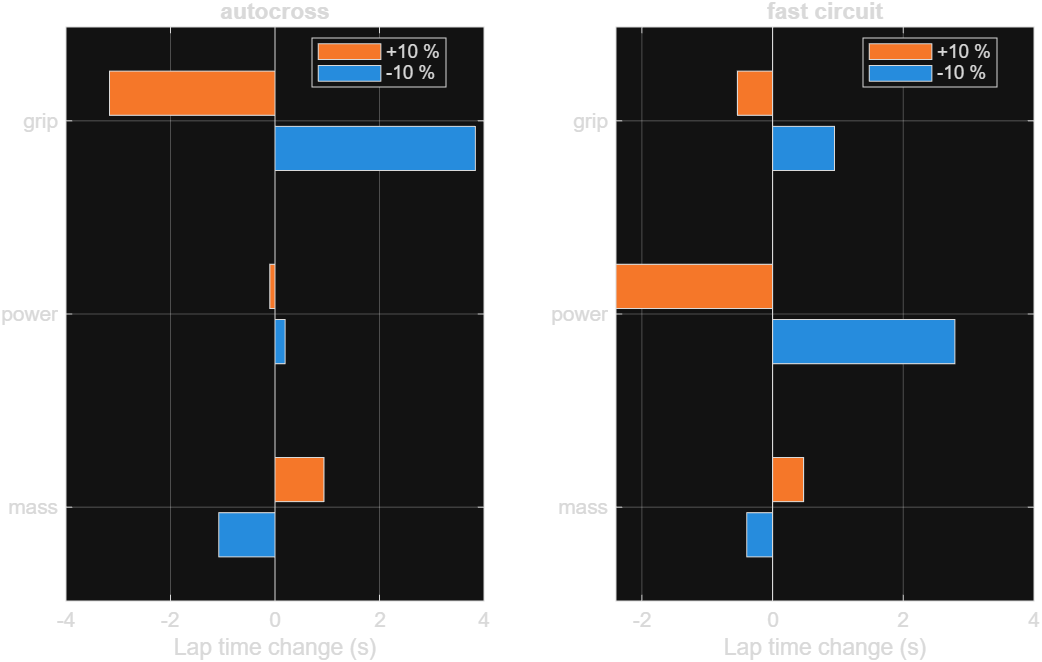 autocross
+10 %
-10 %
grip
power
mass
-4 -2 0 2 4
Lap time change (s)
fast circuit
+10 %
-10 %
grip
power
mass
-2 0 2 4
Lap time change (s)